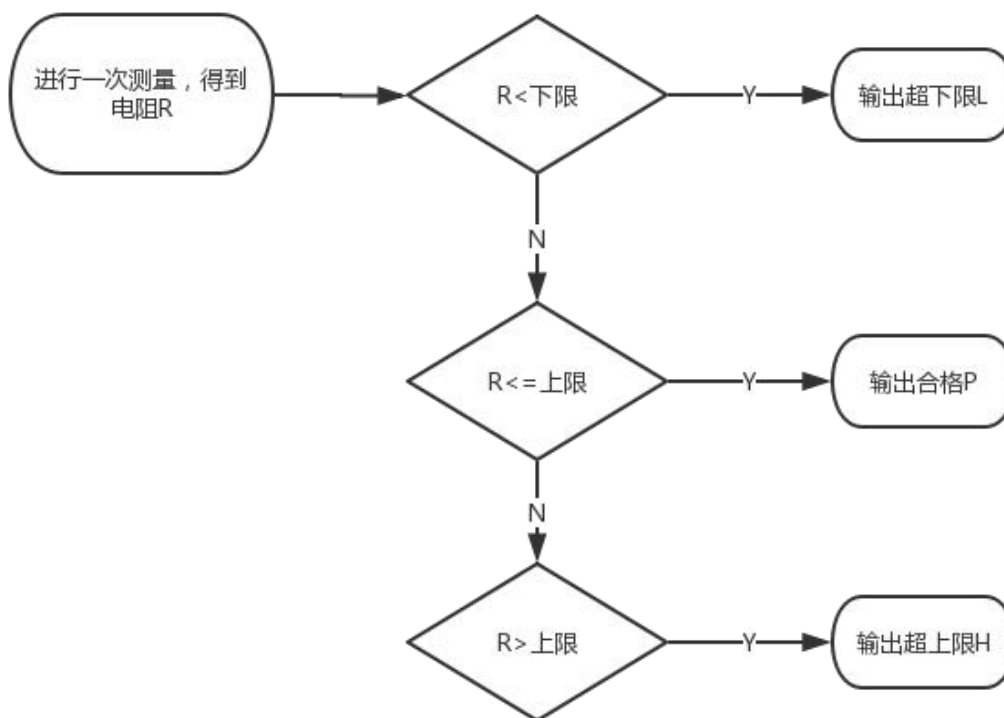 进行一次测量，得到
电阻R
R<下限
Y
输出超下限L
N
R<=上限
Y
输出合格P
N
R>上限
Y
输出超上限H